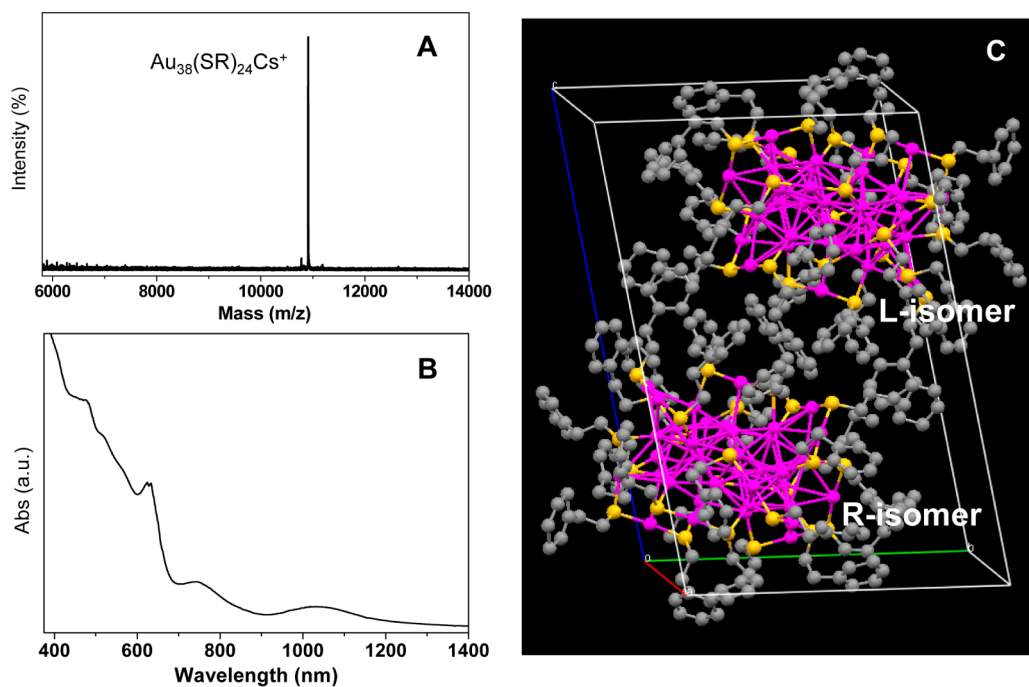 A
Au₃₈(SR)₂₄Cs⁺
Intensity (%)
6000 8000 10000 12000 14000
Mass (m/z)
B
Abs (a.u.)
400 600 800 1000 1200 1400
Wavelength (nm)
C
c
L-isomer
R-isomer
o
b
a